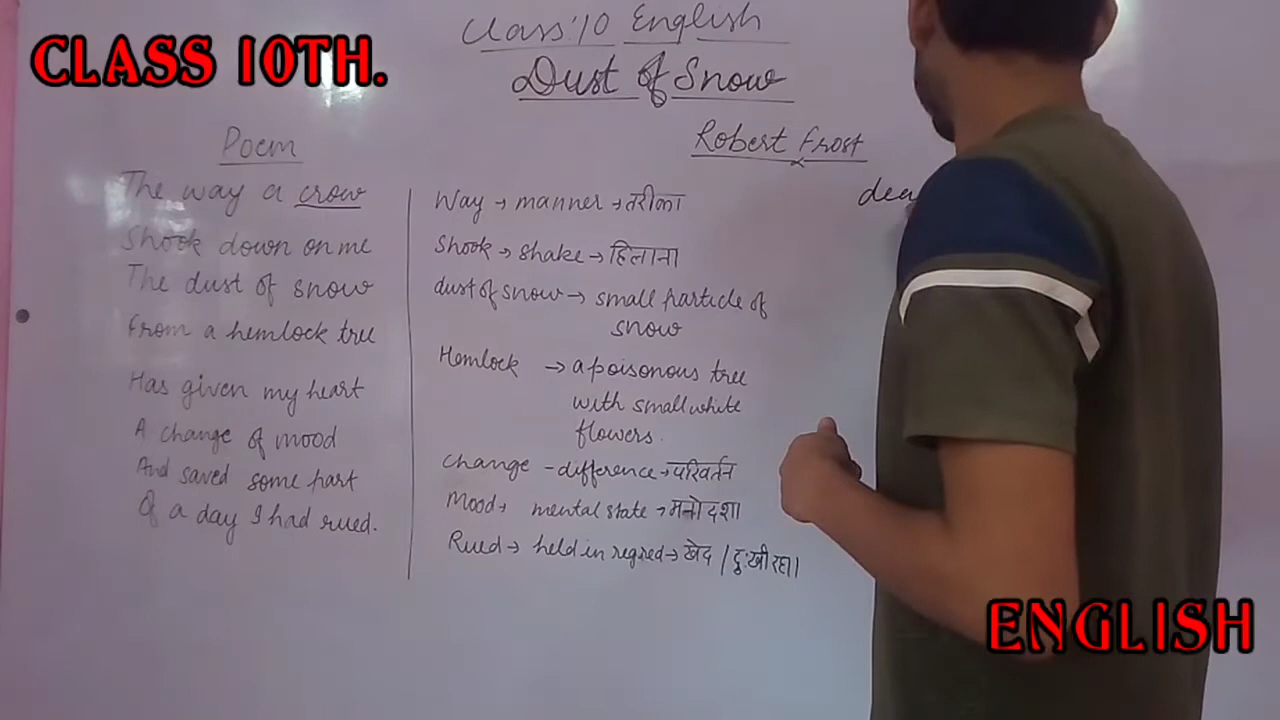 CLASS 10TH.
Class '10 English
Dust of Snow
Robert Frost
Poem
The way a crow
Shook down on me
The dust of snow
From a hemlock tree
Has given my heart
A change of mood
And saved some part
Of a day I had rued.
Way → manner → तरीका
Shook → shake → हिलाना
dust of snow → small particle of
snow
Hemlock → a poisonous tree
with small white
flowers.
Change - difference → परिवर्तन
Mood → mental state → मनोदशा
Rued → held in regred → खेद / दुःखी रहा।
dea
ENGLISH